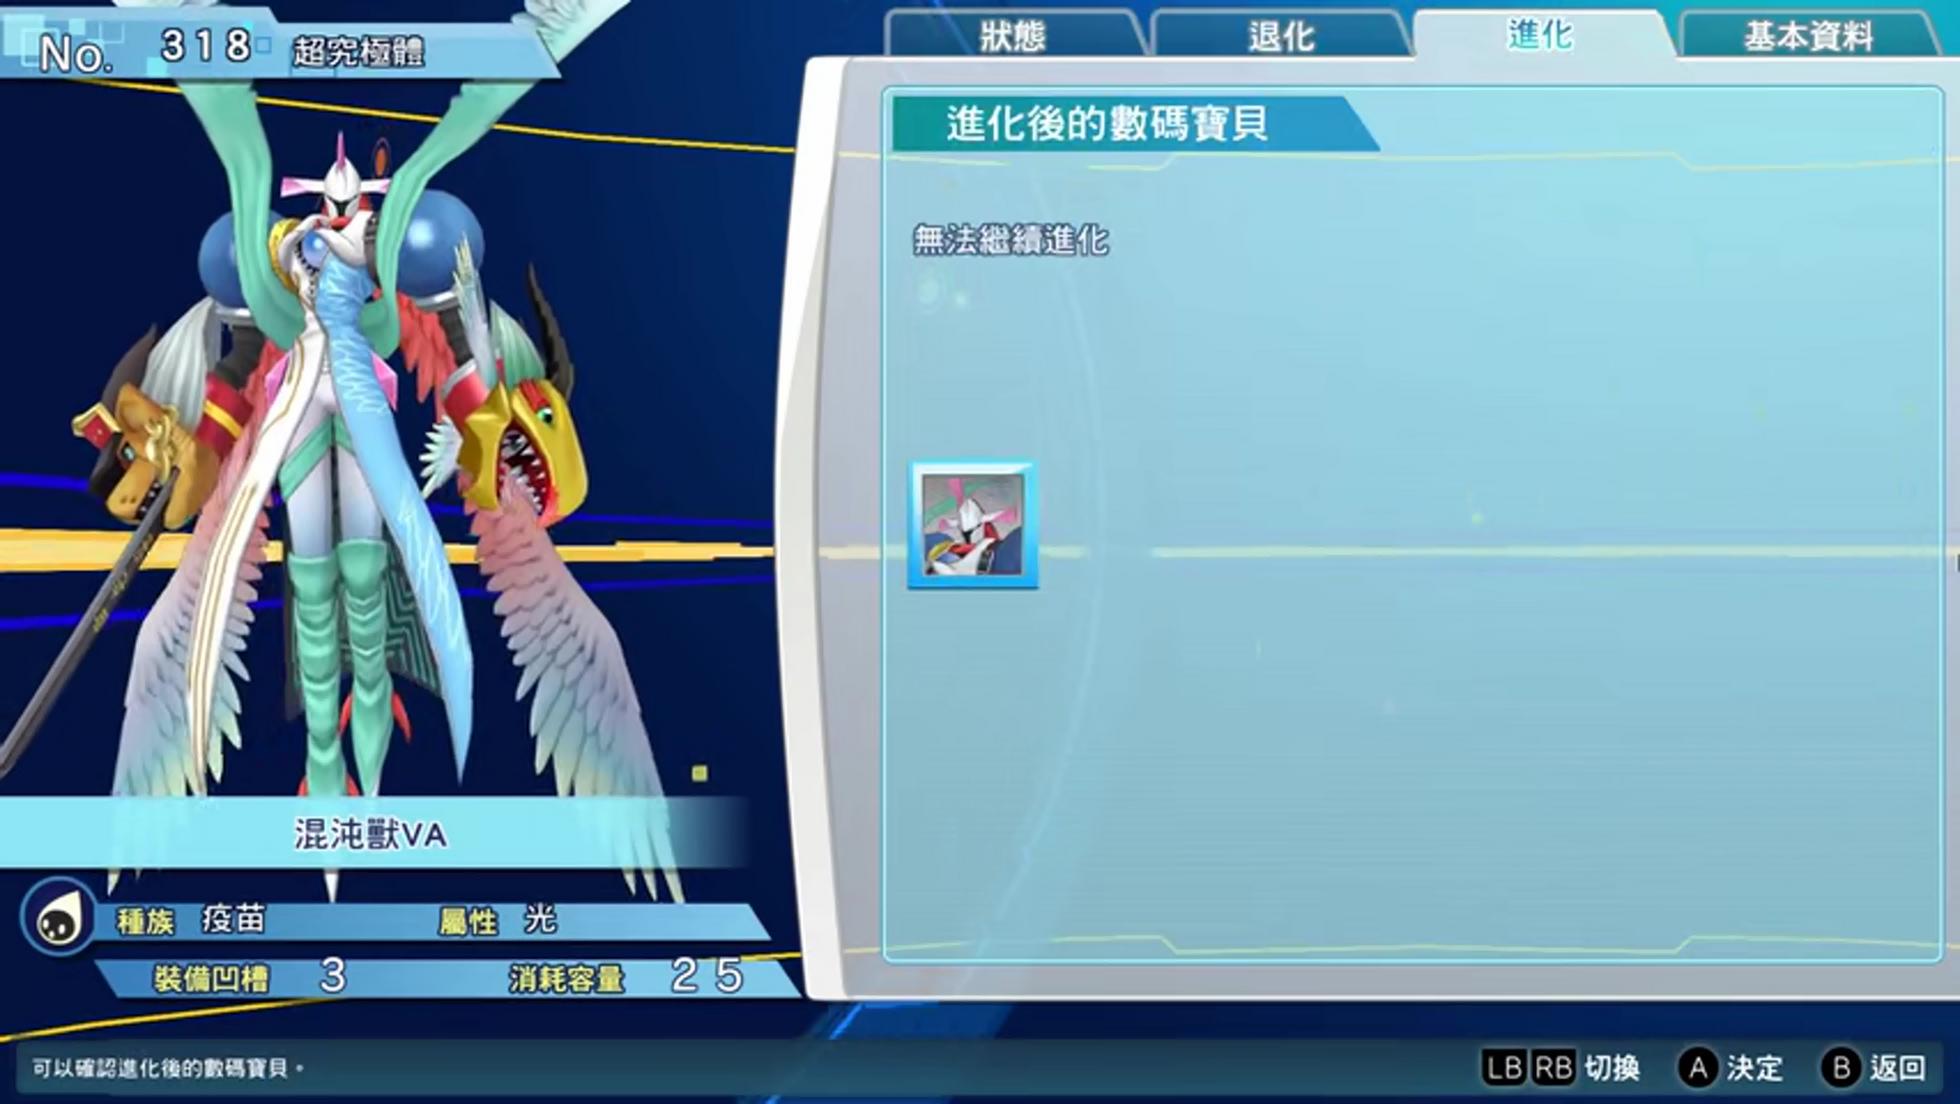 No. 318 超究極體
狀態 退化 進化 基本資料
進化後的數碼寶貝
無法繼續進化
混沌獸VA
種族 疫苗 屬性 光
裝備凹槽 3 消耗容量 25
可以確認進化後的數碼寶貝。
LB RB 切換 A 決定 B 返回